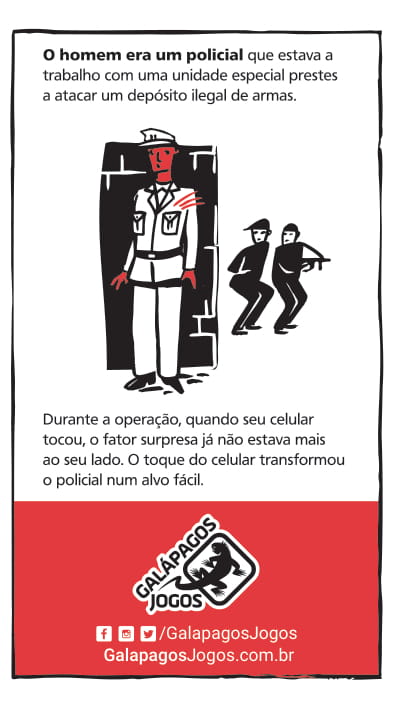 O homem era um policial que estava a
trabalho com uma unidade especial prestes
a atacar um depósito ilegal de armas.
Durante a operação, quando seu celular
tocou, o fator surpresa já não estava mais
ao seu lado. O toque do celular transformou
o policial num alvo fácil.
GALÁPAGOS
JOGOS
/GalapagosJogos
GalapagosJogos.com.br